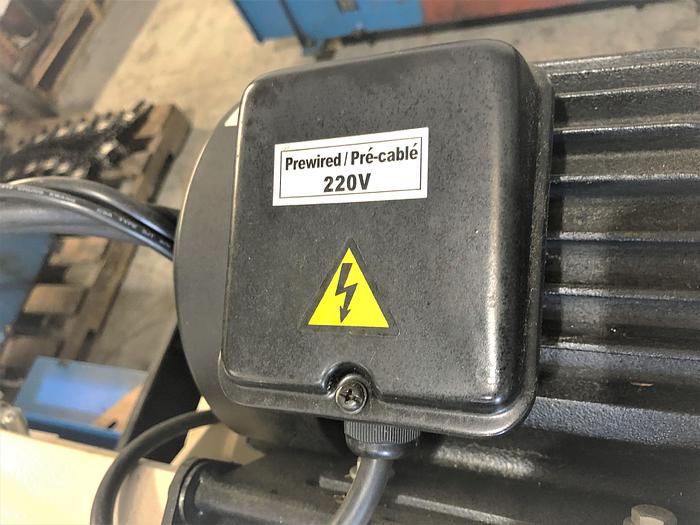 Prewired / Pré-cablé
220V